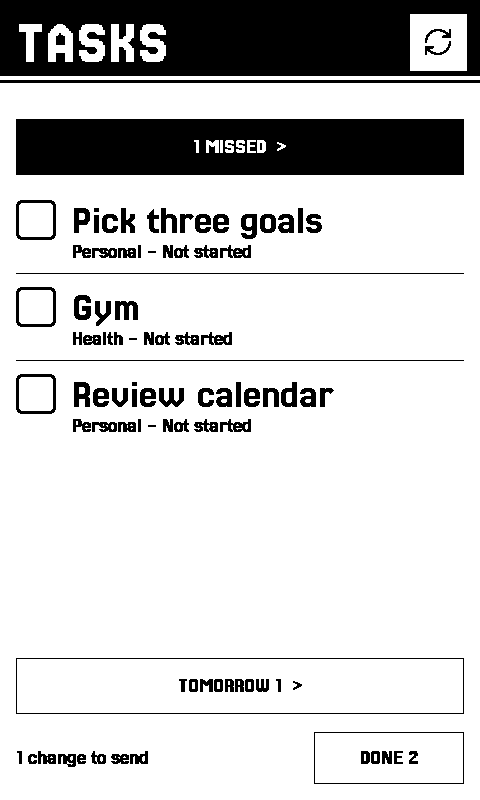 TASKS
1 MISSED >
Pick three goals
Personal - Not started
Gym
Health - Not started
Review calendar
Personal - Not started
TOMORROW 1 >
1 change to send
DONE 2